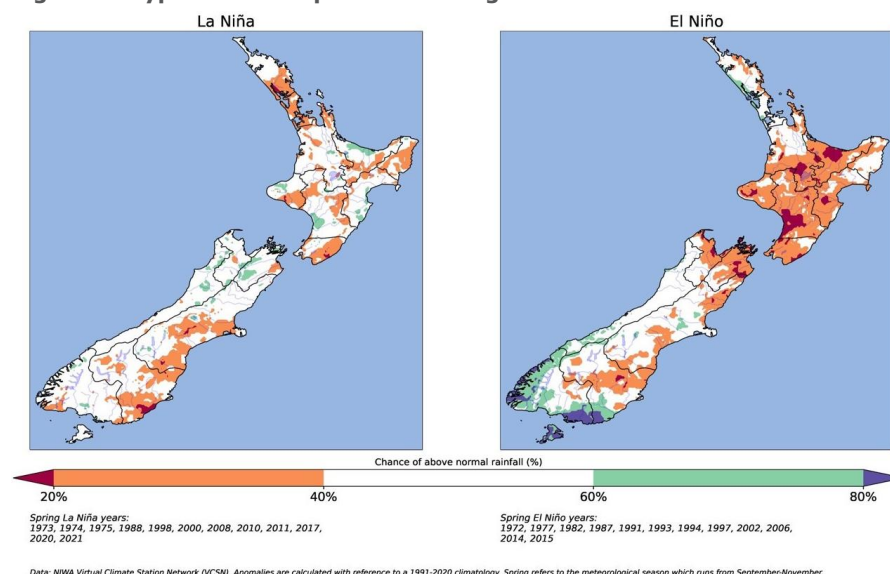 La Niña
El Niño
Chance of above normal rainfall (%)
20%
40%
60%
80%
Spring La Niña years:
1973, 1974, 1975, 1988, 1998, 2000, 2008, 2010, 2011, 2017,
2020, 2021
Spring El Niño years:
1972, 1977, 1982, 1987, 1991, 1993, 1994, 1997, 2002, 2006,
2014, 2015
Data: NIWA Virtual Climate Station Network (VCSN). Anomalies are calculated with reference to a 1991-2020 climatology. Spring refers to the meteorological season which runs from September-November.